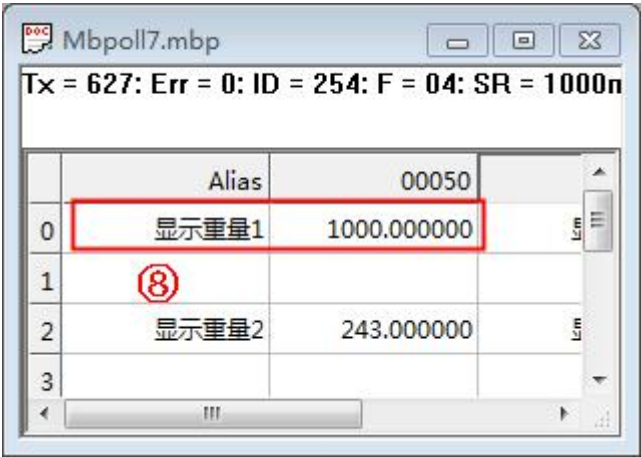 Mbpoll7.mbp
Tx = 627: Err = 0: ID = 254: F = 04: SR = 1000
Alias 00050
0 显示重量1 1000.000000
1 ⑧
2 显示重量2 243.000000
3